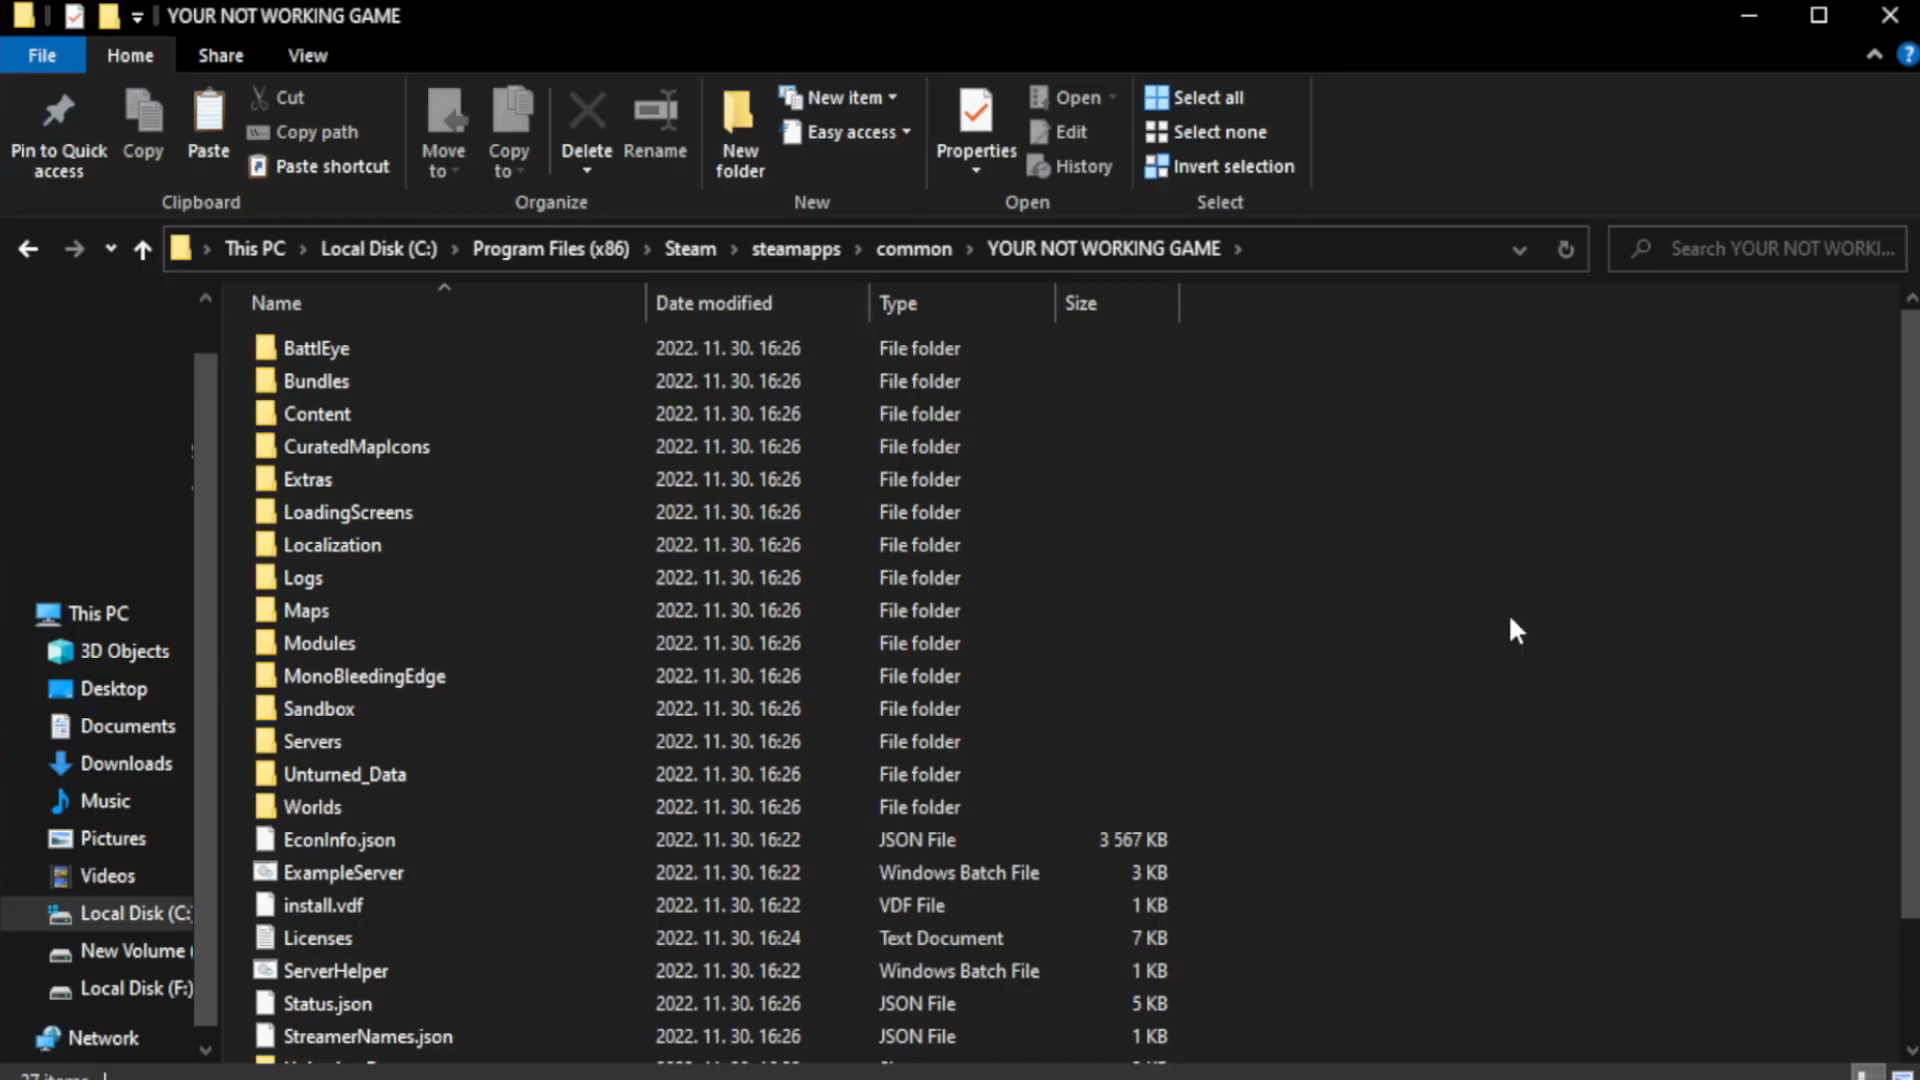 YOUR NOT WORKING GAME
File Home Share View
Pin to Quick access
Copy
Paste
Cut
Copy path
Paste shortcut
Clipboard
Move to
Copy to
Delete
Rename
Organize
New folder
New item
Easy access
New
Properties
Open
Edit
History
Open
Select all
Select none
Invert selection
Select
This PC Local Disk (C:) Program Files (x86) Steam steamapps common YOUR NOT WORKING GAME
Search YOUR NOT WORKI...
Name Date modified Type Size
BattlEye 2022. 11. 30. 16:26 File folder
Bundles 2022. 11. 30. 16:26 File folder
Content 2022. 11. 30. 16:26 File folder
CuratedMapIcons 2022. 11. 30. 16:26 File folder
Extras 2022. 11. 30. 16:26 File folder
LoadingScreens 2022. 11. 30. 16:26 File folder
Localization 2022. 11. 30. 16:26 File folder
Logs 2022. 11. 30. 16:26 File folder
Maps 2022. 11. 30. 16:26 File folder
Modules 2022. 11. 30. 16:26 File folder
MonoBleedingEdge 2022. 11. 30. 16:26 File folder
Sandbox 2022. 11. 30. 16:26 File folder
Servers 2022. 11. 30. 16:26 File folder
Unturned_Data 2022. 11. 30. 16:26 File folder
Worlds 2022. 11. 30. 16:26 File folder
EconInfo.json 2022. 11. 30. 16:22 JSON File 3 567 KB
ExampleServer 2022. 11. 30. 16:22 Windows Batch File 3 KB
install.vdf 2022. 11. 30. 16:22 VDF File 1 KB
Licenses 2022. 11. 30. 16:24 Text Document 7 KB
ServerHelper 2022. 11. 30. 16:22 Windows Batch File 1 KB
Status.json 2022. 11. 30. 16:26 JSON File 5 KB
StreamerNames.json 2022. 11. 30. 16:26 JSON File 1 KB
This PC
3D Objects
Desktop
Documents
Downloads
Music
Pictures
Videos
Local Disk (C:
New Volume (
Local Disk (F:)
Network